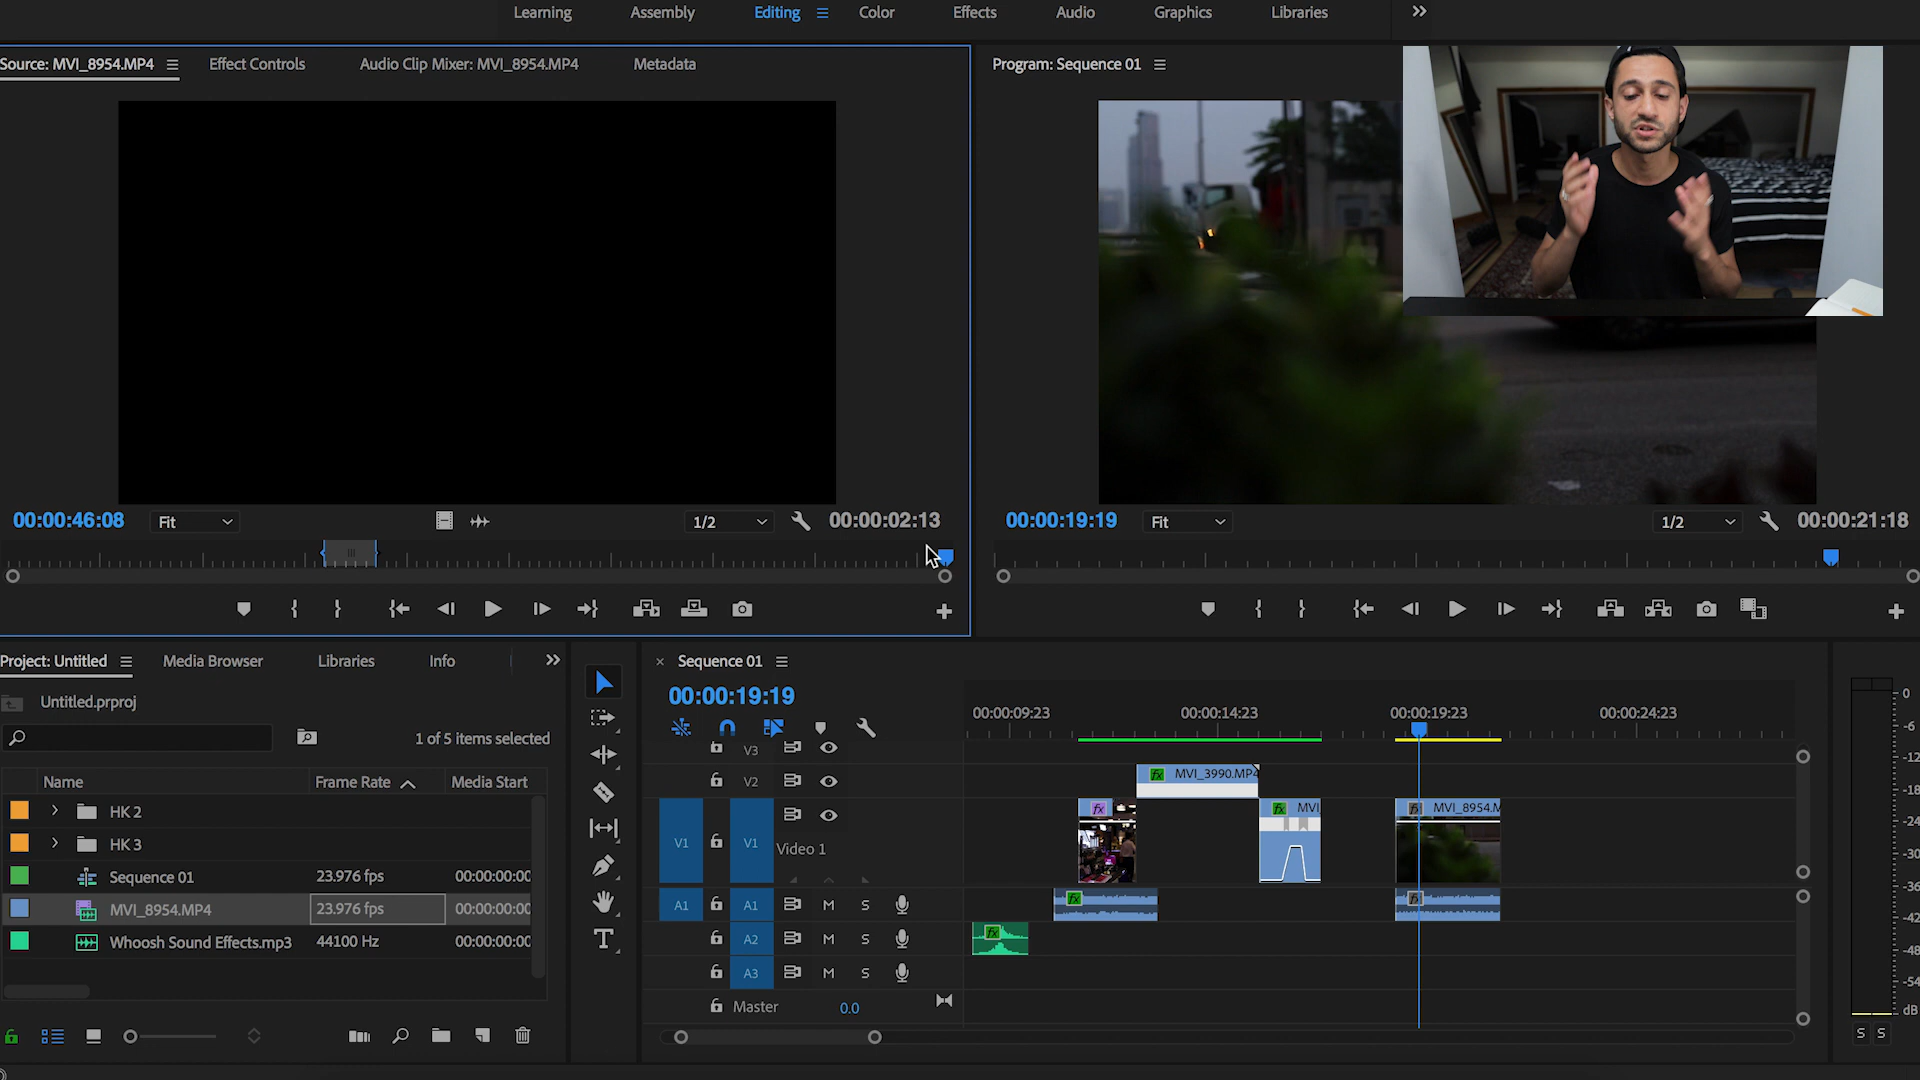 Learning Assembly Editing Color Effects Audio Graphics Libraries
Source: MVI_8954.MP4 Effect Controls Audio Clip Mixer: MVI_8954.MP4 Metadata
Program: Sequence 01
00:00:46:08 Fit 1/2 00:00:02:13
00:00:19:19 Fit 1/2 00:00:21:18
Project: Untitled Media Browser Libraries Info
Untitled.prproj
1 of 5 items selected
Name Frame Rate Media Start
HK 2
HK 3
Sequence 01 23.976 fps 00:00:00:00
MVI_8954.MP4 23.976 fps 00:00:00:00
Whoosh Sound Effects.mp3 44100 Hz 00:00:00:00
Sequence 01
00:00:19:19
00:00:09:23 00:00:14:23 00:00:19:23 00:00:24:23
V3
V2 fx MVI_3990.MP4
fx fx MVI fx MVI_8954.M
V1 V1 Video 1
A1 A1 M S fx fx
A2 M S fx
A3 M S
Master 0.0
0
-6
-12
-18
-24
-30
-36
-42
-48
-54
dB
S S